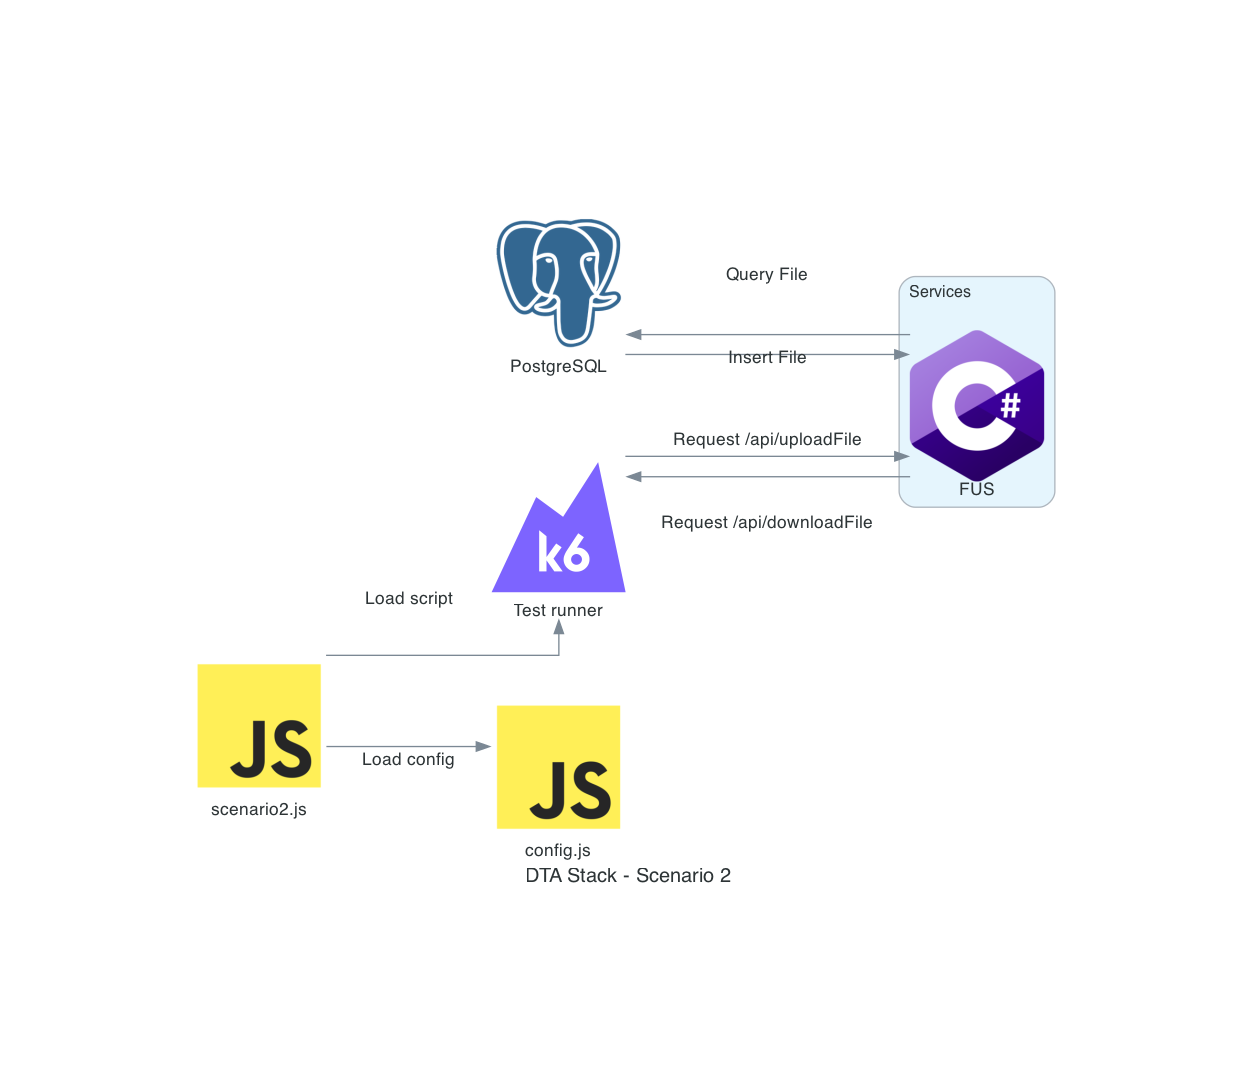 Query File
Services
Insert File
PostgreSQL
C#
Request /api/uploadFile
FUS
Request /api/downloadFile
k6
Load script
Test runner
JS
Load config
scenario2.js
JS
config.js
DTA Stack - Scenario 2